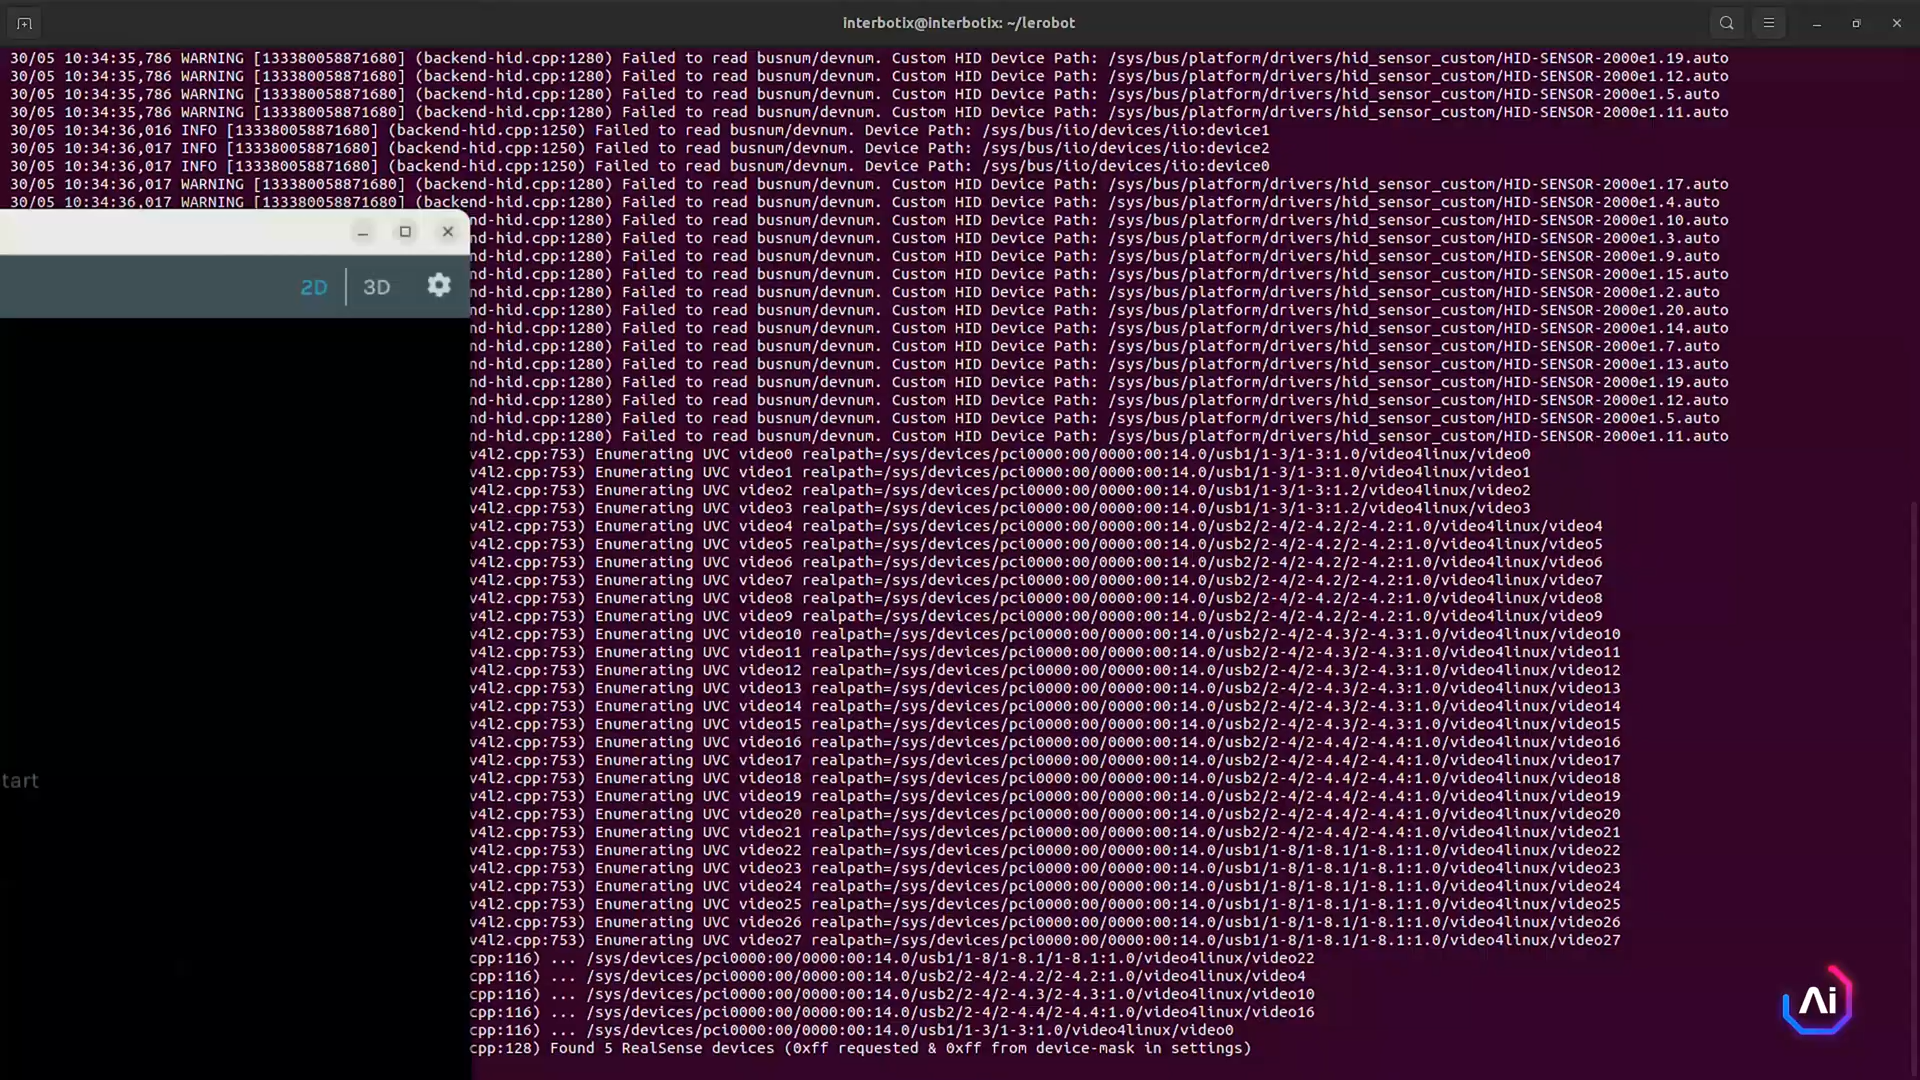 interbotix@interbotix: ~/lerobot
30/05 10:34:35,786 WARNING [133380058871680] (backend-hid.cpp:1280) Failed to read busnum/devnum. Custom HID Device Path: /sys/bus/platform/drivers/hid_sensor_custom/HID-SENSOR-2000e1.19.auto
30/05 10:34:35,786 WARNING [133380058871680] (backend-hid.cpp:1280) Failed to read busnum/devnum. Custom HID Device Path: /sys/bus/platform/drivers/hid_sensor_custom/HID-SENSOR-2000e1.12.auto
30/05 10:34:35,786 WARNING [133380058871680] (backend-hid.cpp:1280) Failed to read busnum/devnum. Custom HID Device Path: /sys/bus/platform/drivers/hid_sensor_custom/HID-SENSOR-2000e1.5.auto
30/05 10:34:35,786 WARNING [133380058871680] (backend-hid.cpp:1280) Failed to read busnum/devnum. Custom HID Device Path: /sys/bus/platform/drivers/hid_sensor_custom/HID-SENSOR-2000e1.11.auto
30/05 10:34:36,016 INFO [133380058871680] (backend-hid.cpp:1250) Failed to read busnum/devnum. Device Path: /sys/bus/iio/devices/iio:device1
30/05 10:34:36,017 INFO [133380058871680] (backend-hid.cpp:1250) Failed to read busnum/devnum. Device Path: /sys/bus/iio/devices/iio:device2
30/05 10:34:36,017 INFO [133380058871680] (backend-hid.cpp:1250) Failed to read busnum/devnum. Device Path: /sys/bus/iio/devices/iio:device0
30/05 10:34:36,017 WARNING [133380058871680] (backend-hid.cpp:1280) Failed to read busnum/devnum. Custom HID Device Path: /sys/bus/platform/drivers/hid_sensor_custom/HID-SENSOR-2000e1.17.auto
30/05 10:34:36,017 WARNING [133380058871680] (backend-hid.cpp:1280) Failed to read busnum/devnum. Custom HID Device Path: /sys/bus/platform/drivers/hid_sensor_custom/HID-SENSOR-2000e1.4.auto
nd-hid.cpp:1280) Failed to read busnum/devnum. Custom HID Device Path: /sys/bus/platform/drivers/hid_sensor_custom/HID-SENSOR-2000e1.10.auto
nd-hid.cpp:1280) Failed to read busnum/devnum. Custom HID Device Path: /sys/bus/platform/drivers/hid_sensor_custom/HID-SENSOR-2000e1.3.auto
nd-hid.cpp:1280) Failed to read busnum/devnum. Custom HID Device Path: /sys/bus/platform/drivers/hid_sensor_custom/HID-SENSOR-2000e1.9.auto
nd-hid.cpp:1280) Failed to read busnum/devnum. Custom HID Device Path: /sys/bus/platform/drivers/hid_sensor_custom/HID-SENSOR-2000e1.15.auto
2D | 3D
nd-hid.cpp:1280) Failed to read busnum/devnum. Custom HID Device Path: /sys/bus/platform/drivers/hid_sensor_custom/HID-SENSOR-2000e1.2.auto
nd-hid.cpp:1280) Failed to read busnum/devnum. Custom HID Device Path: /sys/bus/platform/drivers/hid_sensor_custom/HID-SENSOR-2000e1.20.auto
nd-hid.cpp:1280) Failed to read busnum/devnum. Custom HID Device Path: /sys/bus/platform/drivers/hid_sensor_custom/HID-SENSOR-2000e1.14.auto
nd-hid.cpp:1280) Failed to read busnum/devnum. Custom HID Device Path: /sys/bus/platform/drivers/hid_sensor_custom/HID-SENSOR-2000e1.7.auto
nd-hid.cpp:1280) Failed to read busnum/devnum. Custom HID Device Path: /sys/bus/platform/drivers/hid_sensor_custom/HID-SENSOR-2000e1.13.auto
nd-hid.cpp:1280) Failed to read busnum/devnum. Custom HID Device Path: /sys/bus/platform/drivers/hid_sensor_custom/HID-SENSOR-2000e1.19.auto
nd-hid.cpp:1280) Failed to read busnum/devnum. Custom HID Device Path: /sys/bus/platform/drivers/hid_sensor_custom/HID-SENSOR-2000e1.12.auto
nd-hid.cpp:1280) Failed to read busnum/devnum. Custom HID Device Path: /sys/bus/platform/drivers/hid_sensor_custom/HID-SENSOR-2000e1.5.auto
nd-hid.cpp:1280) Failed to read busnum/devnum. Custom HID Device Path: /sys/bus/platform/drivers/hid_sensor_custom/HID-SENSOR-2000e1.11.auto
v4l2.cpp:753) Enumerating UVC video0 realpath=/sys/devices/pci0000:00/0000:00:14.0/usb1/1-3/1-3:1.0/video4linux/video0
v4l2.cpp:753) Enumerating UVC video1 realpath=/sys/devices/pci0000:00/0000:00:14.0/usb1/1-3/1-3:1.0/video4linux/video1
v4l2.cpp:753) Enumerating UVC video2 realpath=/sys/devices/pci0000:00/0000:00:14.0/usb1/1-3/1-3:1.2/video4linux/video2
v4l2.cpp:753) Enumerating UVC video3 realpath=/sys/devices/pci0000:00/0000:00:14.0/usb1/1-3/1-3:1.2/video4linux/video3
v4l2.cpp:753) Enumerating UVC video4 realpath=/sys/devices/pci0000:00/0000:00:14.0/usb2/2-4/2-4.2/2-4.2:1.0/video4linux/video4
v4l2.cpp:753) Enumerating UVC video5 realpath=/sys/devices/pci0000:00/0000:00:14.0/usb2/2-4/2-4.2/2-4.2:1.0/video4linux/video5
v4l2.cpp:753) Enumerating UVC video6 realpath=/sys/devices/pci0000:00/0000:00:14.0/usb2/2-4/2-4.2/2-4.2:1.0/video4linux/video6
v4l2.cpp:753) Enumerating UVC video7 realpath=/sys/devices/pci0000:00/0000:00:14.0/usb2/2-4/2-4.2/2-4.2:1.0/video4linux/video7
v4l2.cpp:753) Enumerating UVC video8 realpath=/sys/devices/pci0000:00/0000:00:14.0/usb2/2-4/2-4.2/2-4.2:1.0/video4linux/video8
v4l2.cpp:753) Enumerating UVC video9 realpath=/sys/devices/pci0000:00/0000:00:14.0/usb2/2-4/2-4.2/2-4.2:1.0/video4linux/video9
v4l2.cpp:753) Enumerating UVC video10 realpath=/sys/devices/pci0000:00/0000:00:14.0/usb2/2-4/2-4.3/2-4.3:1.0/video4linux/video10
v4l2.cpp:753) Enumerating UVC video11 realpath=/sys/devices/pci0000:00/0000:00:14.0/usb2/2-4/2-4.3/2-4.3:1.0/video4linux/video11
v4l2.cpp:753) Enumerating UVC video12 realpath=/sys/devices/pci0000:00/0000:00:14.0/usb2/2-4/2-4.3/2-4.3:1.0/video4linux/video12
v4l2.cpp:753) Enumerating UVC video13 realpath=/sys/devices/pci0000:00/0000:00:14.0/usb2/2-4/2-4.3/2-4.3:1.0/video4linux/video13
v4l2.cpp:753) Enumerating UVC video14 realpath=/sys/devices/pci0000:00/0000:00:14.0/usb2/2-4/2-4.3/2-4.3:1.0/video4linux/video14
v4l2.cpp:753) Enumerating UVC video15 realpath=/sys/devices/pci0000:00/0000:00:14.0/usb2/2-4/2-4.3/2-4.3:1.0/video4linux/video15
v4l2.cpp:753) Enumerating UVC video16 realpath=/sys/devices/pci0000:00/0000:00:14.0/usb2/2-4/2-4.4/2-4.4:1.0/video4linux/video16
v4l2.cpp:753) Enumerating UVC video17 realpath=/sys/devices/pci0000:00/0000:00:14.0/usb2/2-4/2-4.4/2-4.4:1.0/video4linux/video17
v4l2.cpp:753) Enumerating UVC video18 realpath=/sys/devices/pci0000:00/0000:00:14.0/usb2/2-4/2-4.4/2-4.4:1.0/video4linux/video18
tart
v4l2.cpp:753) Enumerating UVC video19 realpath=/sys/devices/pci0000:00/0000:00:14.0/usb2/2-4/2-4.4/2-4.4:1.0/video4linux/video19
v4l2.cpp:753) Enumerating UVC video20 realpath=/sys/devices/pci0000:00/0000:00:14.0/usb2/2-4/2-4.4/2-4.4:1.0/video4linux/video20
v4l2.cpp:753) Enumerating UVC video21 realpath=/sys/devices/pci0000:00/0000:00:14.0/usb2/2-4/2-4.4/2-4.4:1.0/video4linux/video21
v4l2.cpp:753) Enumerating UVC video22 realpath=/sys/devices/pci0000:00/0000:00:14.0/usb1/1-8/1-8.1/1-8.1:1.0/video4linux/video22
v4l2.cpp:753) Enumerating UVC video23 realpath=/sys/devices/pci0000:00/0000:00:14.0/usb1/1-8/1-8.1/1-8.1:1.0/video4linux/video23
v4l2.cpp:753) Enumerating UVC video24 realpath=/sys/devices/pci0000:00/0000:00:14.0/usb1/1-8/1-8.1/1-8.1:1.0/video4linux/video24
v4l2.cpp:753) Enumerating UVC video25 realpath=/sys/devices/pci0000:00/0000:00:14.0/usb1/1-8/1-8.1/1-8.1:1.0/video4linux/video25
v4l2.cpp:753) Enumerating UVC video26 realpath=/sys/devices/pci0000:00/0000:00:14.0/usb1/1-8/1-8.1/1-8.1:1.0/video4linux/video26
v4l2.cpp:753) Enumerating UVC video27 realpath=/sys/devices/pci0000:00/0000:00:14.0/usb1/1-8/1-8.1/1-8.1:1.0/video4linux/video27
cpp:116) ... /sys/devices/pci0000:00/0000:00:14.0/usb1/1-8/1-8.1/1-8.1:1.0/video4linux/video22
cpp:116) ... /sys/devices/pci0000:00/0000:00:14.0/usb2/2-4/2-4.2/2-4.2:1.0/video4linux/video4
cpp:116) ... /sys/devices/pci0000:00/0000:00:14.0/usb2/2-4/2-4.3/2-4.3:1.0/video4linux/video10
cpp:116) ... /sys/devices/pci0000:00/0000:00:14.0/usb2/2-4/2-4.4/2-4.4:1.0/video4linux/video16
cpp:116) ... /sys/devices/pci0000:00/0000:00:14.0/usb1/1-3/1-3:1.0/video4linux/video0
cpp:128) Found 5 RealSense devices (0xff requested & 0xff from device-mask in settings)
Ai